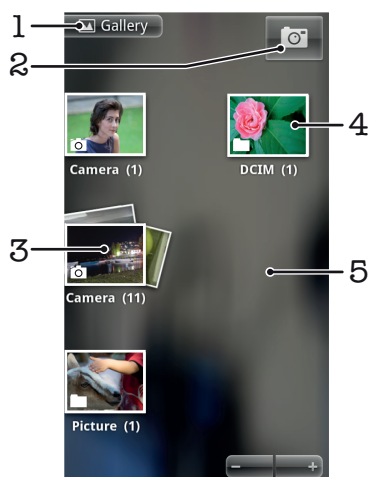 1 Gallery
2
4
Camera (1) DCIM (1)
3
5
Camera (11)
Picture (1)
− +